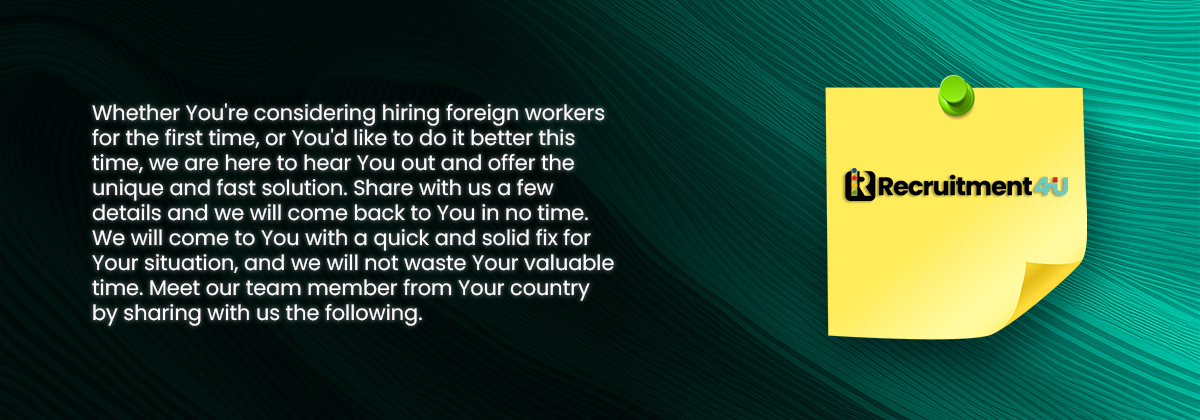 Whether You're considering hiring foreign workers
for the first time, or You'd like to do it better this
time, we are here to hear You out and offer the
unique and fast solution. Share with us a few
details and we will come back to You in no time.
We will come to You with a quick and solid fix for
Your situation, and we will not waste Your valuable
time. Meet our team member from Your country
by sharing with us the following.
Recruitment 4U